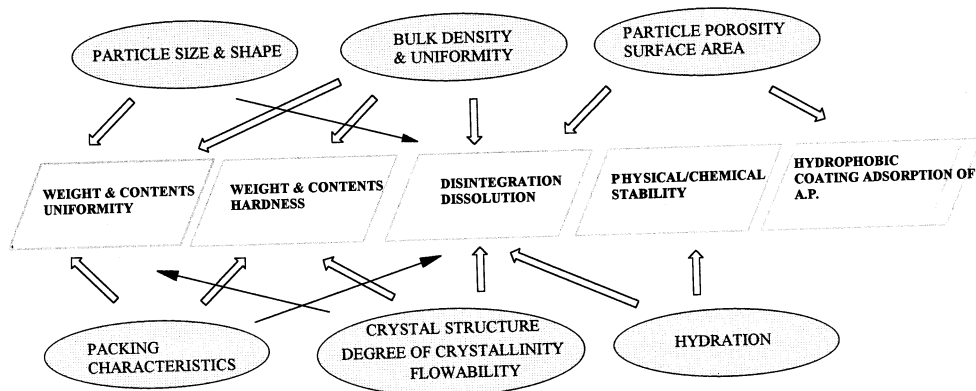 PARTICLE SIZE & SHAPE
BULK DENSITY
& UNIFORMITY
PARTICLE POROSITY
SURFACE AREA
WEIGHT & CONTENTS
UNIFORMITY
WEIGHT & CONTENTS
HARDNESS
DISINTEGRATION
DISSOLUTION
PHYSICAL/CHEMICAL
STABILITY
HYDROPHOBIC
COATING ADSORPTION OF
A.P.
PACKING
CHARACTERISTICS
CRYSTAL STRUCTURE
DEGREE OF CRYSTALLINITY
FLOWABILITY
HYDRATION